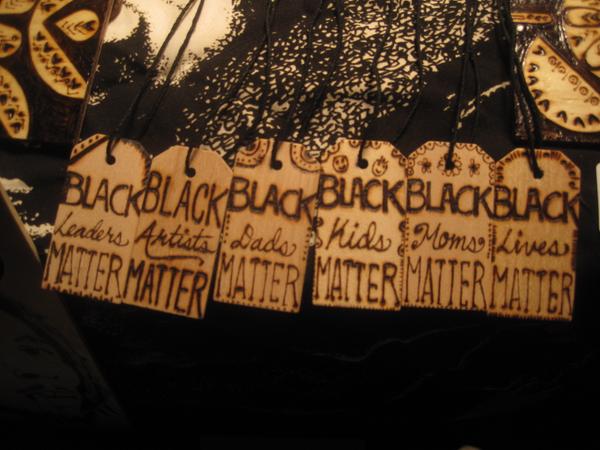 BLACK
Leaders
MATTER
BLACK
Artists
MATTER
BLACK
Dads
MATTER
BLACK
Kids
MATTER
BLACK
Moms
MATTER
BLACK
Lives
MATTER